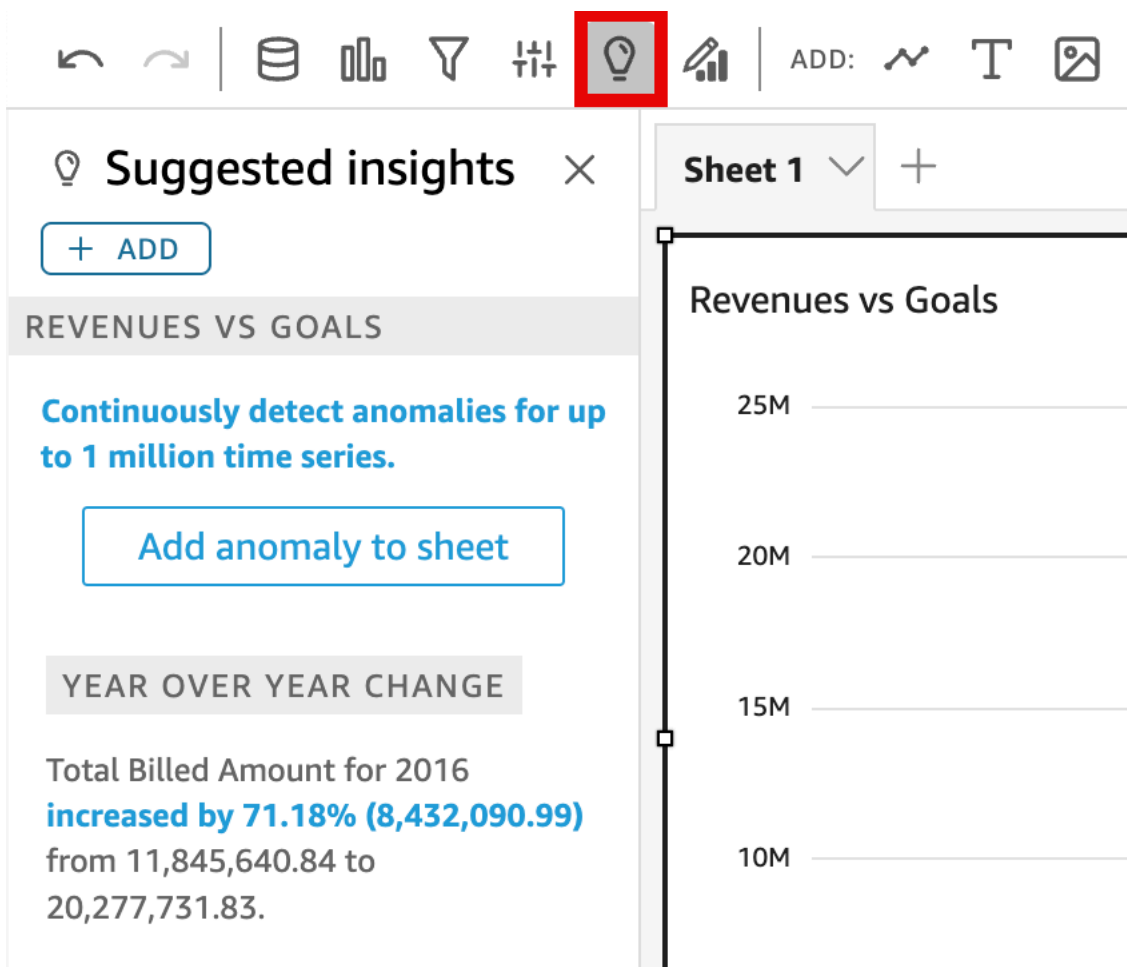 ADD:
T
Suggested insights
+ ADD
REVENUES VS GOALS
Continuously detect anomalies for up
to 1 million time series.
Add anomaly to sheet
YEAR OVER YEAR CHANGE
Total Billed Amount for 2016
increased by 71.18% (8,432,090.99)
from 11,845,640.84 to
20,277,731.83.
Sheet 1
Revenues vs Goals
25M
20M
15M
10M